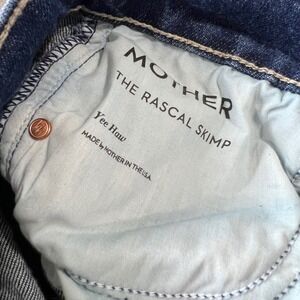 MOTHER
THE RASCAL SKIMP
Yee Haw
MADE by MOTHER IN THE USA.